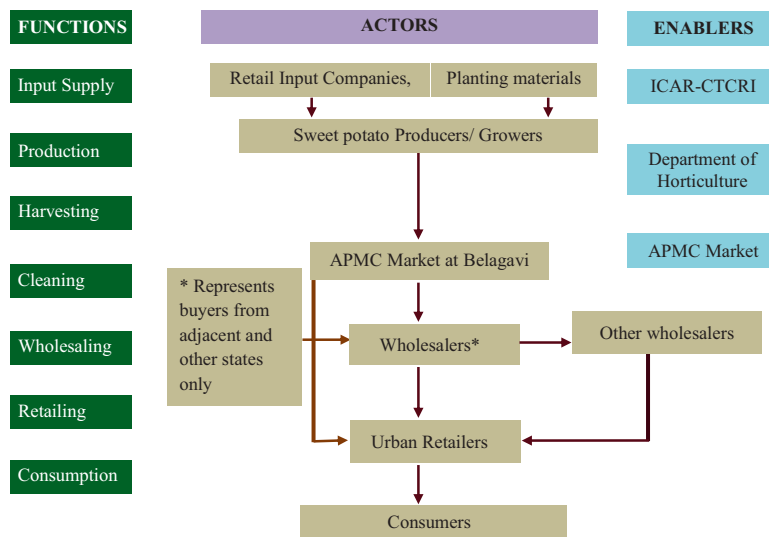 FUNCTIONS
ACTORS
ENABLERS
Input Supply
Retail Input Companies,
Planting materials
ICAR-CTCRI
Sweet potato Producers/ Growers
Production
Department of
Horticulture
Harvesting
APMC Market at Belagavi
APMC Market
Cleaning
* Represents
buyers from
adjacent and
other states
only
Wholesaling
Wholesalers*
Other wholesalers
Retailing
Urban Retailers
Consumption
Consumers